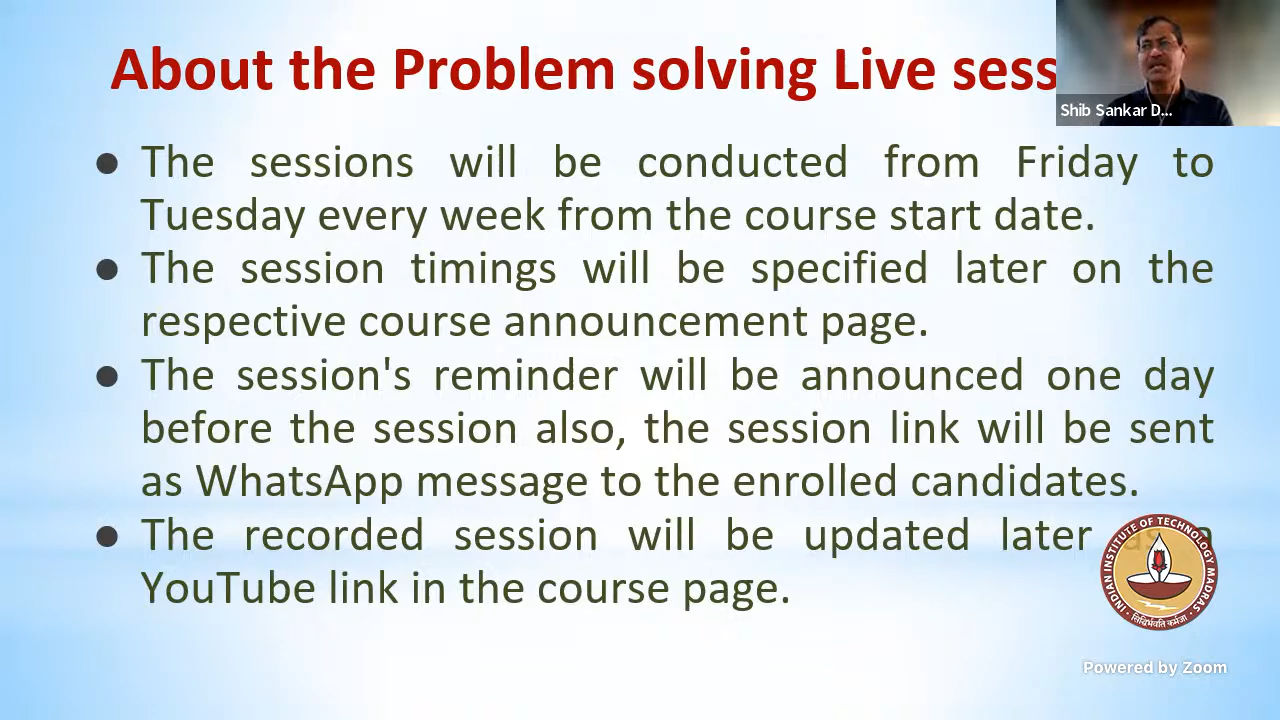 About the Problem solving Live sess
Shib Sankar D...
● The sessions will be conducted from Friday to
Tuesday every week from the course start date.
● The session timings will be specified later on the
respective course announcement page.
● The session's reminder will be announced one day
before the session also, the session link will be sent
as WhatsApp message to the enrolled candidates.
● The recorded session will be updated later as a
YouTube link in the course page.
INDIAN INSTITUTE OF TECHNOLOGY MADRAS
सिद्धिर्भवति कर्मजा
Powered by Zoom